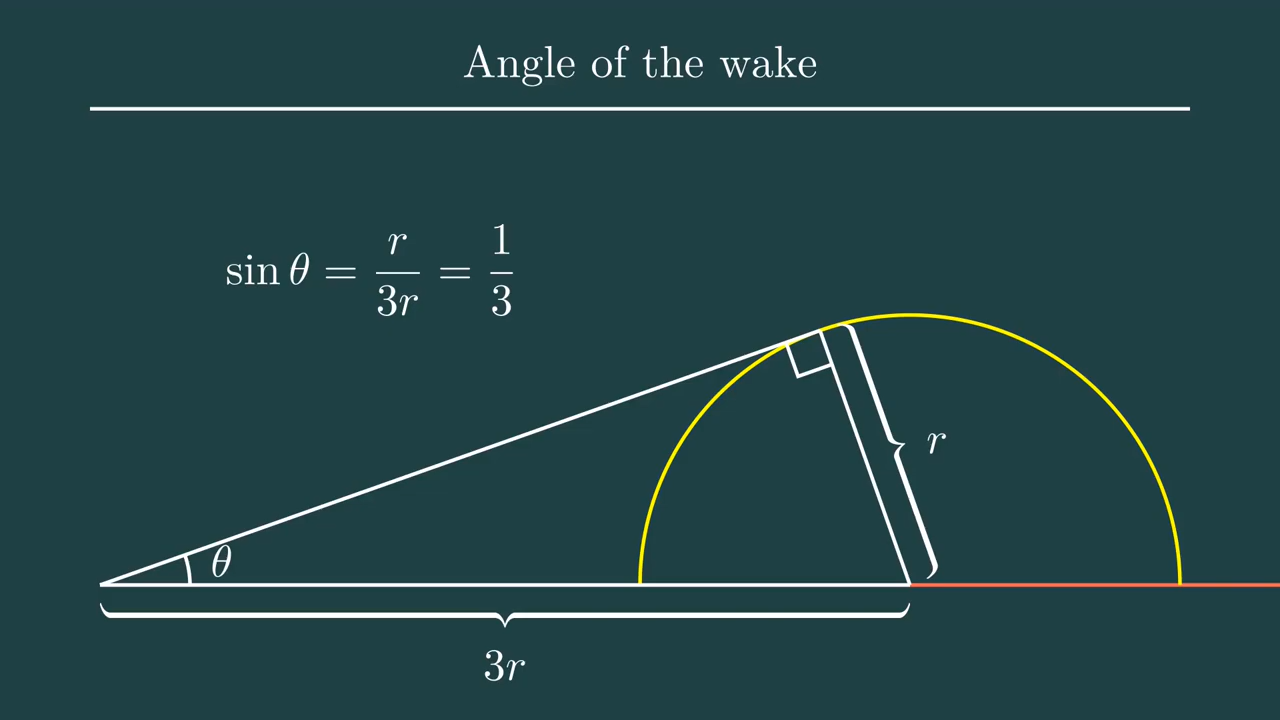 Angle of the wake
sin θ = r/3r = 1/3
r
θ
3r